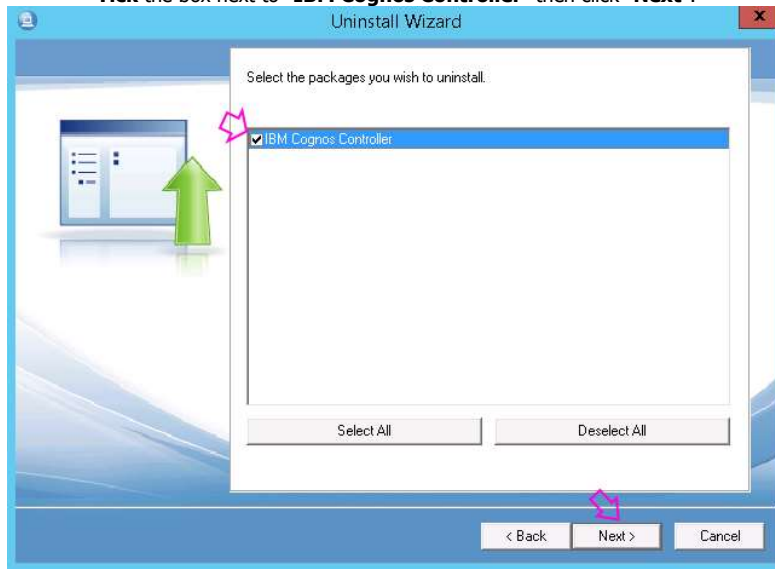 Tick the box next to "IBM Cognos Controller" then click "Next".
Uninstall Wizard
x
Select the packages you wish to uninstall.
IBM Cognos Controller
Select All Deselect All
< Back Next > Cancel